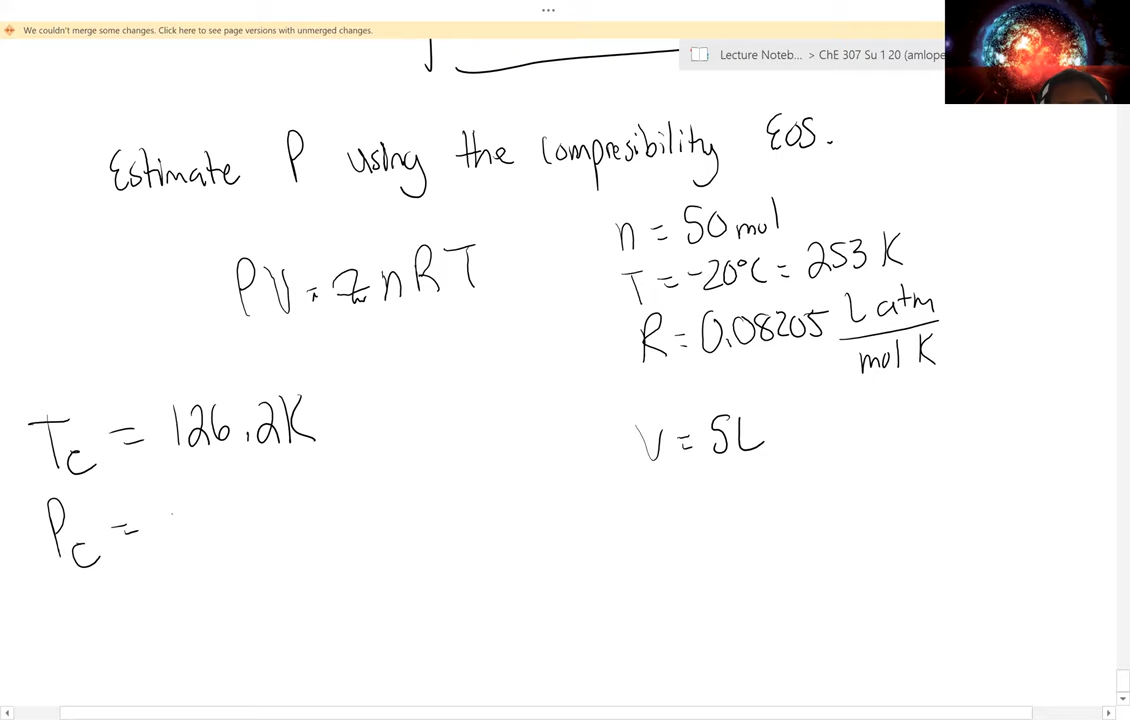 ...
We couldn't merge some changes. Click here to see page versions with unmerged changes.
Lecture Noteb... > ChE 307 Su 1 20 (amlope
Estimate P using the compresibility EOS.
PV = z n R T
n = 50 mol
T = -20°C = 253 K
R = 0.08205 L atm / mol K
Tc = 126.2K
V = 5L
Pc =